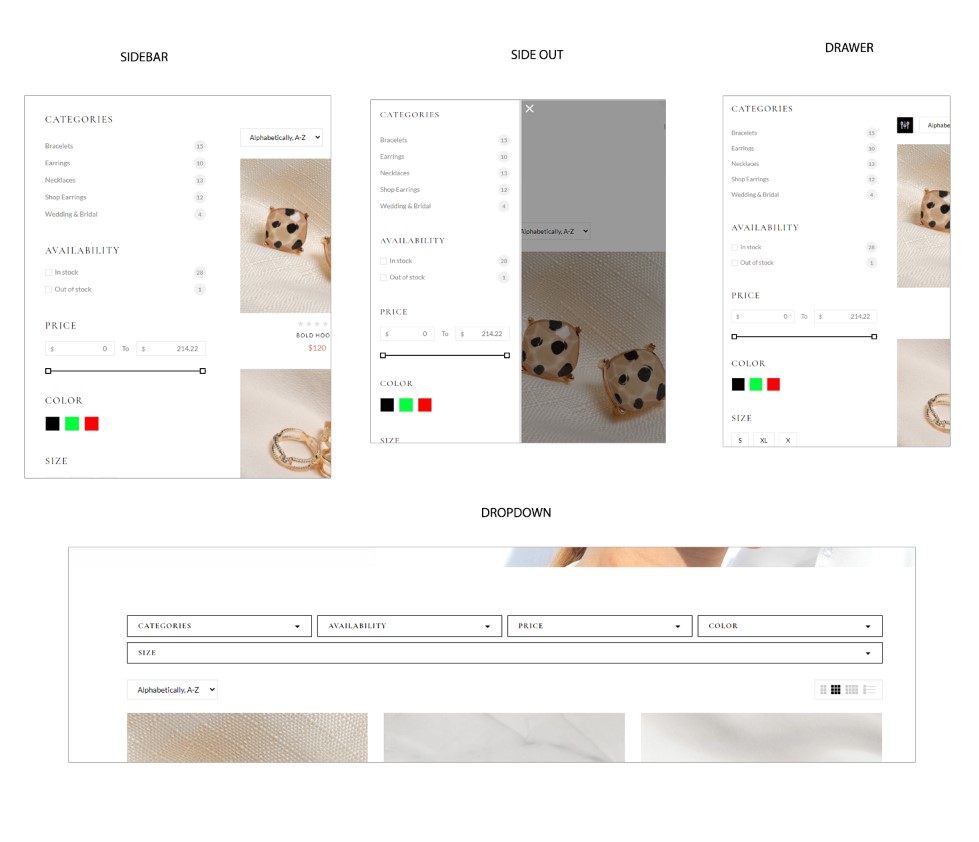 SIDEBAR
CATEGORIES
Bracelets 15
Earrings 10
Necklaces 13
Shop Earrings 12
Wedding & Bridal 4
AVAILABILITY
In stock 28
Out of stock 1
PRICE
$ 0 To $ 214.22
COLOR
SIZE
Alphabetically, A-Z
BOLD HOO
$120
SIDE OUT
CATEGORIES
Bracelets 15
Earrings 10
Necklaces 13
Shop Earrings 12
Wedding & Bridal 4
AVAILABILITY
In stock 28
Out of stock 1
PRICE
$ 0 To $ 214.22
COLOR
SIZE
Alphabetically, A-Z
DRAWER
CATEGORIES
Bracelets 15
Earrings 10
Necklaces 13
Shop Earrings 12
Wedding & Bridal 4
AVAILABILITY
In stock 28
Out of stock 1
PRICE
$ 0 To $ 214.22
COLOR
SIZE
S XL X
Alphabe
DROPDOWN
CATEGORIES AVAILABILITY PRICE COLOR
SIZE
Alphabetically, A-Z